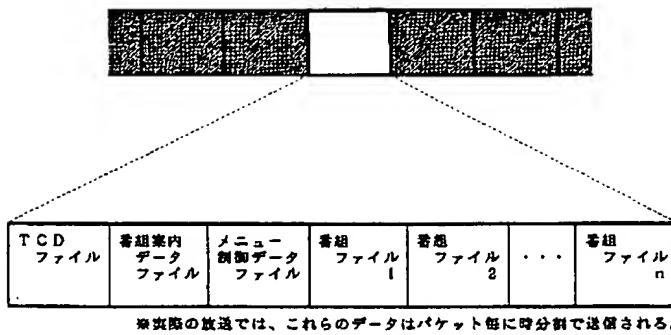 TCD
ファイル
番組案内
データ
ファイル
メニュー
制御データ
ファイル
番組
ファイル
1
番組
ファイル
2
・・・
番組
ファイル
n
※実際の放送では、これらのデータはパケット毎に時分割で送信される